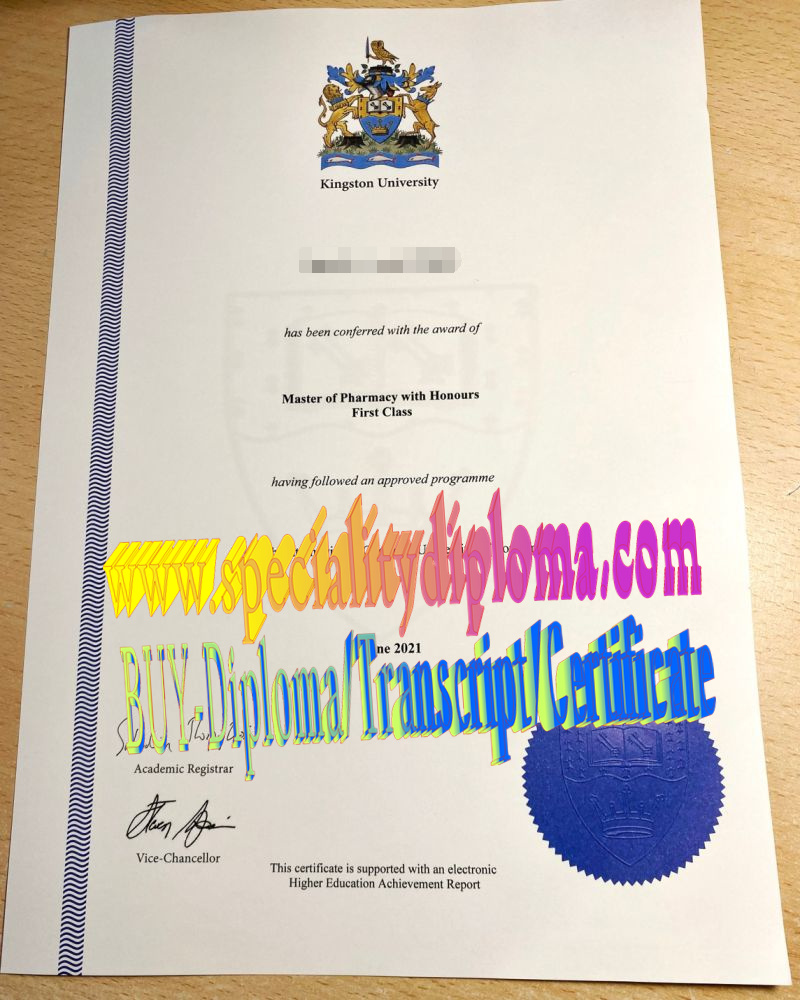 Kingston University
has been conferred with the award of
Master of Pharmacy with Honours
First Class
having followed an approved programme
www.specialitydiploma.com
2021
BUY-Diploma/Transcript/Certificate
Academic Registrar
Vice-Chancellor
This certificate is supported with an electronic
Higher Education Achievement Report